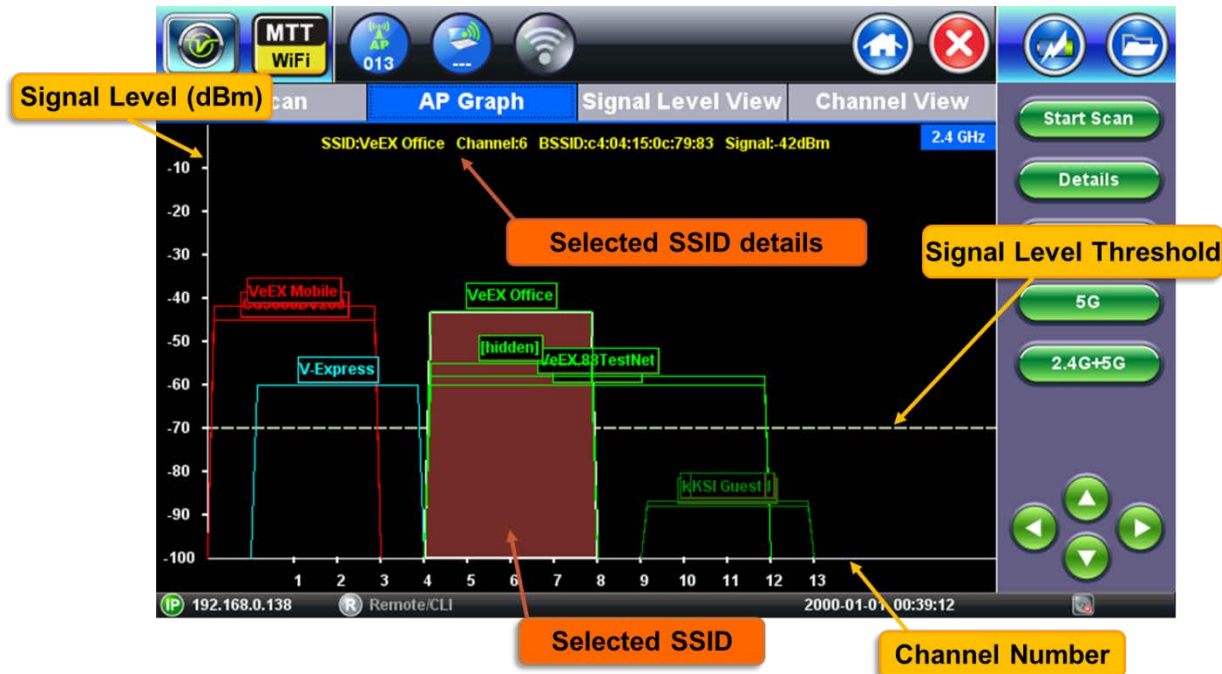 MTT
WiFi
AP
013
---
Signal Level (dBm)
can
AP Graph
Signal Level View
Channel View
SSID:VeEX Office Channel:6 BSSID:c4:04:15:0c:79:83 Signal:-42dBm
2.4 GHz
Start Scan
Details
Selected SSID details
Signal Level Threshold
5G
2.4G+5G
-10
-20
-30
-40
-50
-60
-70
-80
-90
-100
VeEX Mobile
VeEX Office
[hidden]
VeEX.88TestNet
V-Express
KSI Guest
1 2 3 4 5 6 7 8 9 10 11 12 13
IP 192.168.0.138
R Remote/CLI
2000-01-01 00:39:12
Selected SSID
Channel Number